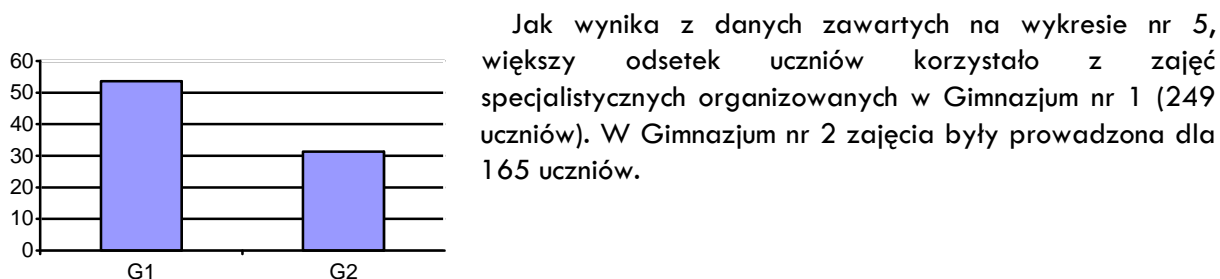 Jak wynika z danych zawartych na wykresie nr 5,
większy odsetek uczniów korzystało z zajęć
specjalistycznych organizowanych w Gimnazjum nr 1 (249
uczniów). W Gimnazjum nr 2 zajęcia były prowadzona dla
165 uczniów.
60
50
40
30
20
10
0
G1 G2